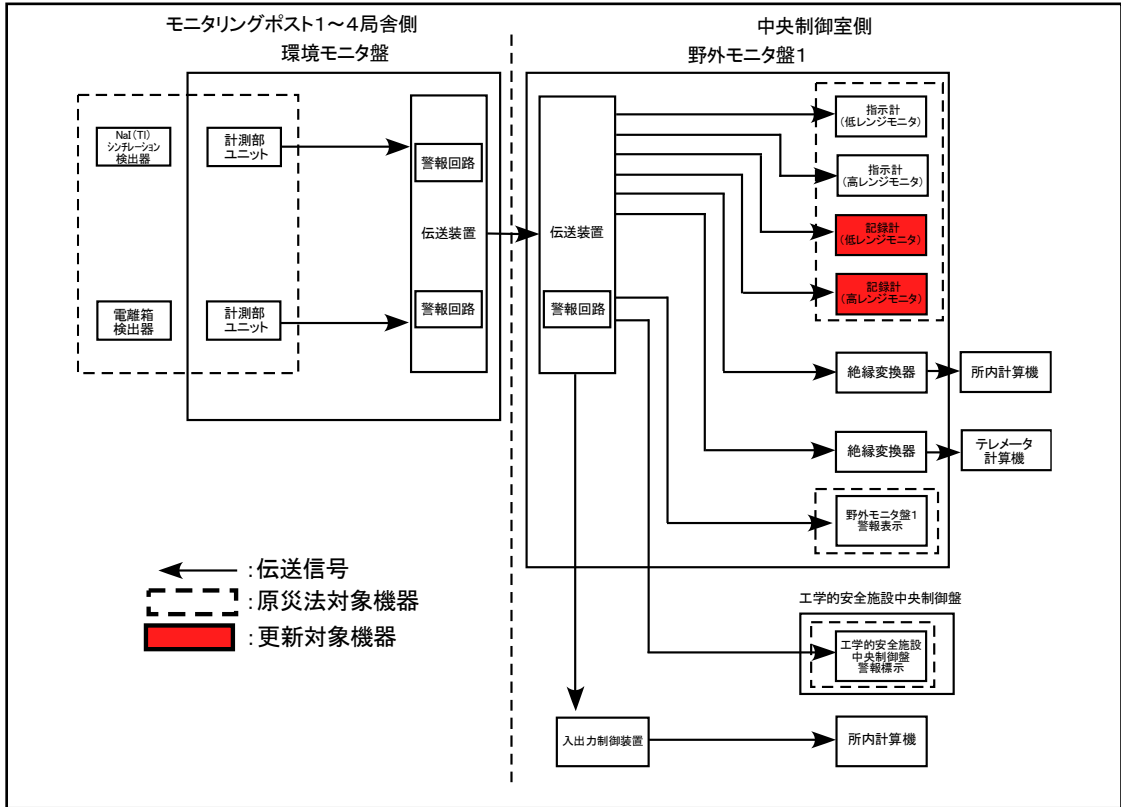 モニタリングポスト1～4局舎側
環境モニタ盤
中央制御室側
野外モニタ盤1
NaI(Tl)
シンチレーション
検出器
計測部
ユニット
警報回路
伝送装置
警報回路
電離箱
検出器
計測部
ユニット
伝送装置
警報回路
指示計
(低レンジモニタ)
指示計
(高レンジモニタ)
記録計
(低レンジモニタ)
記録計
(高レンジモニタ)
絶縁変換器
所内計算機
絶縁変換器
テレメータ
計算機
野外モニタ盤1
警報表示
:伝送信号
:原災法対象機器
:更新対象機器
工学的安全施設中央制御盤
工学的安全施設
中央制御盤
警報標示
入出力制御装置
所内計算機